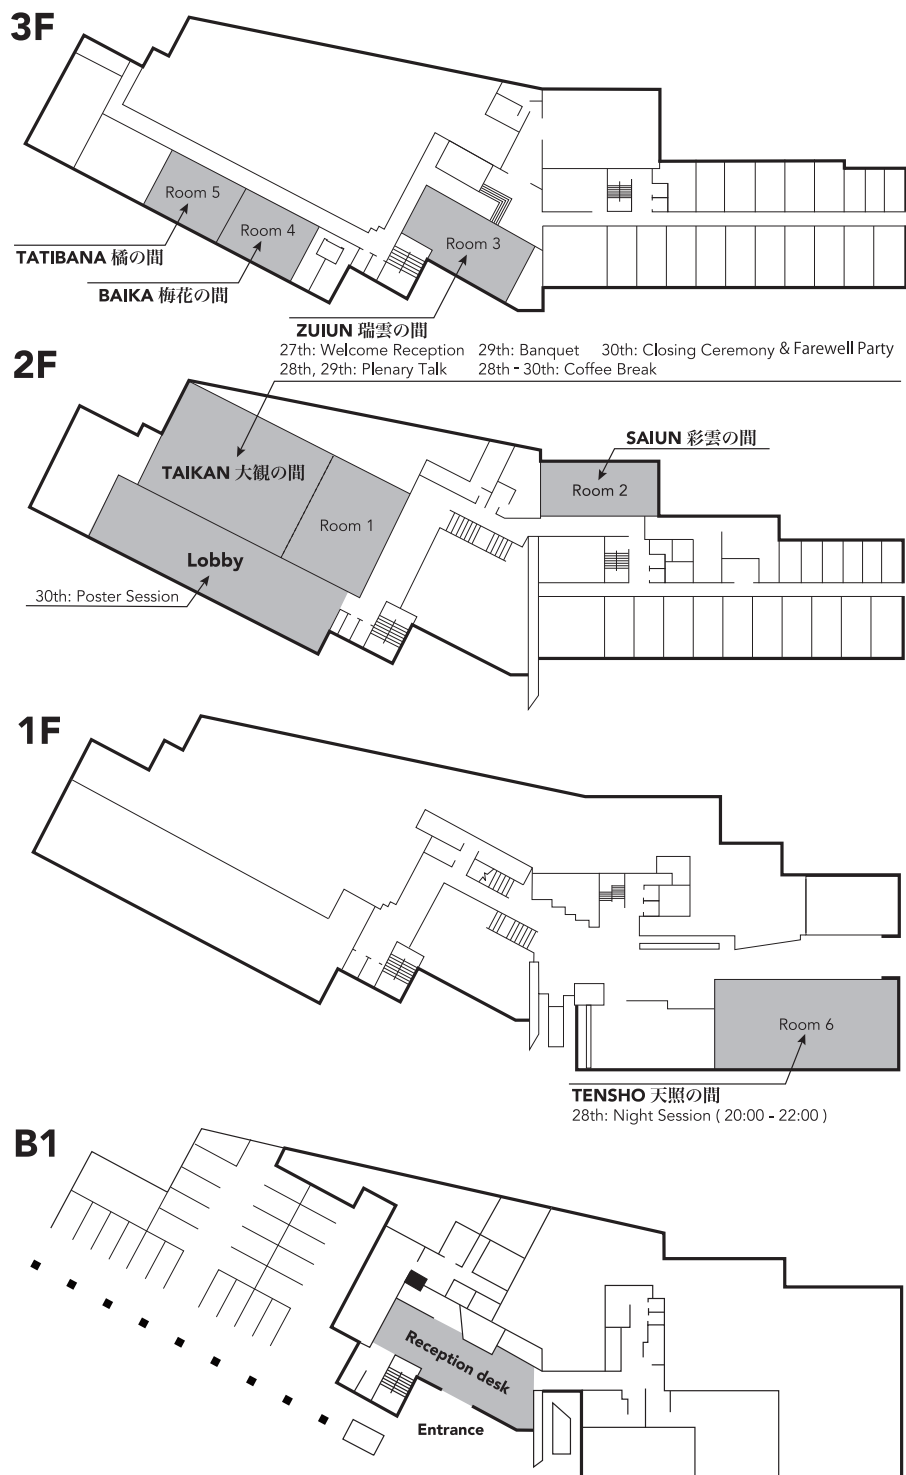 3F
Room 5
Room 4
Room 3
TATIBANA 橘の間
BAIKA 梅花の間
ZUIUN 瑞雲の間
27th: Welcome Reception 29th: Banquet 30th: Closing Ceremony & Farewell Party
28th, 29th: Plenary Talk 28th - 30th: Coffee Break
2F
SAIUN 彩雲の間
TAIKAN 大観の間
Room 2
Room 1
Lobby
30th: Poster Session
1F
Room 6
TENSHO 天照の間
28th: Night Session ( 20:00 - 22:00 )
B1
Reception desk
Entrance